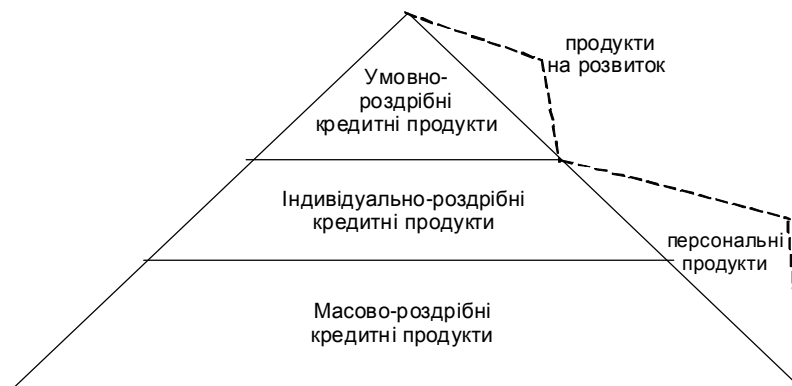 продукти
на розвиток
Умовно-
роздрібні
кредитні продукти
Індивідуально-роздрібні
кредитні продукти
персональні
продукти
Масово-роздрібні
кредитні продукти